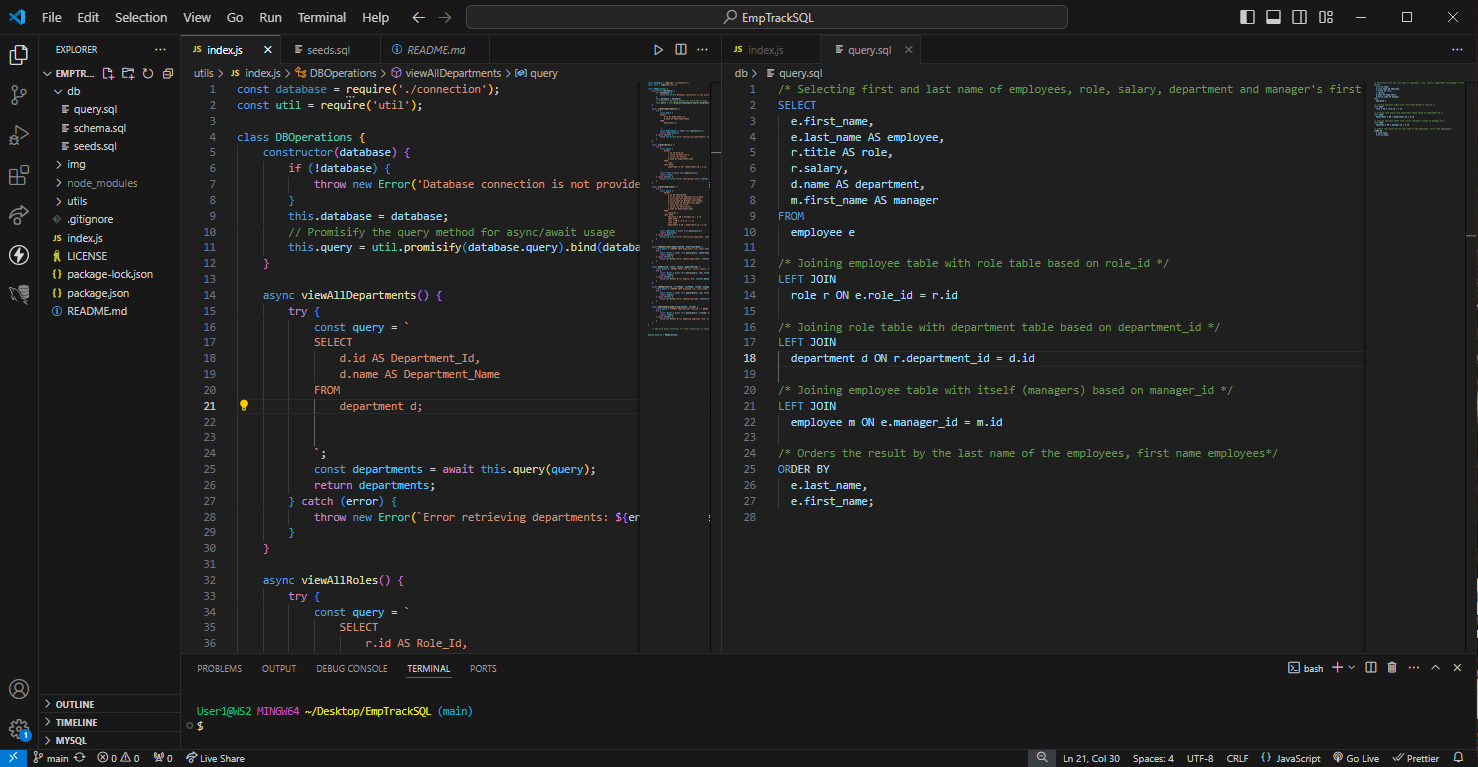 File Edit Selection View Go Run Terminal Help
EmpTrackSQL
EXPLORER
EMPTR...
db
query.sql
schema.sql
seeds.sql
img
node_modules
utils
.gitignore
JS index.js
LICENSE
{} package-lock.json
{} package.json
README.md
OUTLINE
TIMELINE
MYSQL
JS index.js
seeds.sql
README.md
utils > JS index.js > DBOperations > viewAllDepartments > query
1 const database = require('./connection');
2 const util = require('util');
3
4 class DBOperations {
5 constructor(database) {
6 if (!database) {
7 throw new Error('Database connection is not provide
8 }
9 this.database = database;
10 // Promisify the query method for async/await usage
11 this.query = util.promisify(database.query).bind(databa
12 }
13
14 async viewAllDepartments() {
15 try {
16 const query = `
17 SELECT
18 d.id AS Department_Id,
19 d.name AS Department_Name
20 FROM
21 department d;
22
23
24 `;
25 const departments = await this.query(query);
26 return departments;
27 } catch (error) {
28 throw new Error(`Error retrieving departments: ${er
29 }
30 }
31
32 async viewAllRoles() {
33 try {
34 const query = `
35 SELECT
36 r.id AS Role_Id,
JS index.js
query.sql
db > query.sql
1 /* Selecting first and last name of employees, role, salary, department and manager's first
2 SELECT
3 e.first_name,
4 e.last_name AS employee,
5 r.title AS role,
6 r.salary,
7 d.name AS department,
8 m.first_name AS manager
9 FROM
10 employee e
11
12 /* Joining employee table with role table based on role_id */
13 LEFT JOIN
14 role r ON e.role_id = r.id
15
16 /* Joining role table with department table based on department_id */
17 LEFT JOIN
18 department d ON r.department_id = d.id
19
20 /* Joining employee table with itself (managers) based on manager_id */
21 LEFT JOIN
22 employee m ON e.manager_id = m.id
23
24 /* Orders the result by the last name of the employees, first name employees*/
25 ORDER BY
26 e.last_name,
27 e.first_name;
28
PROBLEMS OUTPUT DEBUG CONSOLE TERMINAL PORTS
bash
User1@WS2 MINGW64 ~/Desktop/EmpTrackSQL (main)
$
1
main 0 0 0 Live Share
Ln 21, Col 30 Spaces: 4 UTF-8 CRLF {} JavaScript Go Live Prettier